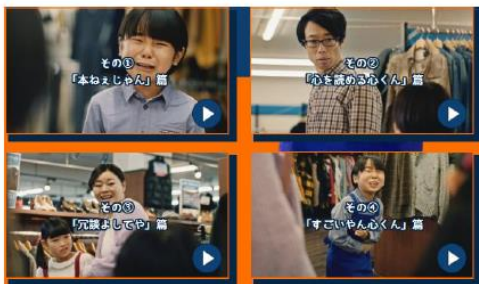 その①
「本ねぇじゃん」篇
その②
「心を読める心くん」篇
その③
「冗談よしてや」篇
その④
「すごいやん心くん」篇